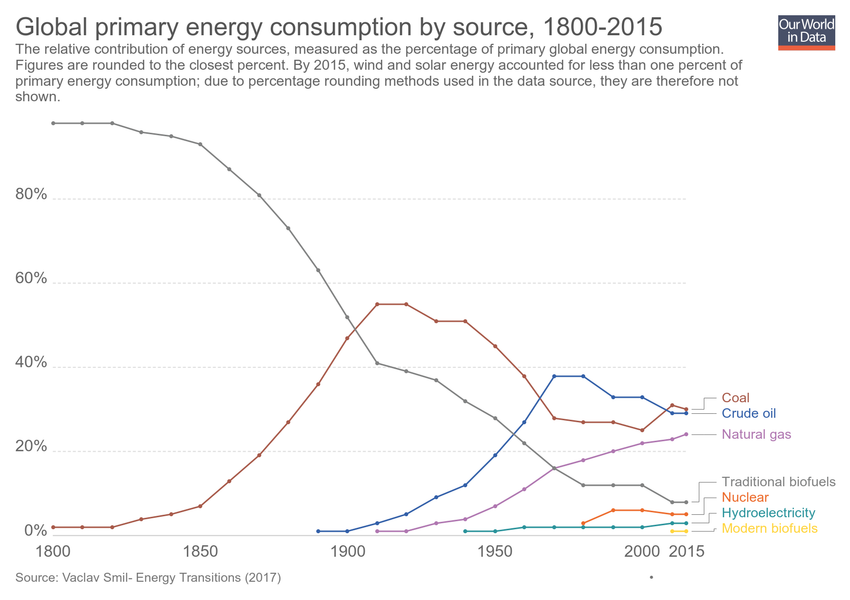 Global primary energy consumption by source, 1800-2015
Our World
in Data
The relative contribution of energy sources, measured as the percentage of primary global energy consumption.
Figures are rounded to the closest percent. By 2015, wind and solar energy accounted for less than one percent of
primary energy consumption; due to percentage rounding methods used in the data source, they are therefore not
shown.
80%
60%
40%
20%
0%
Coal
Crude oil
Natural gas
Traditional biofuels
Nuclear
Hydroelectricity
Modern biofuels
1800 1850 1900 1950 2000 2015
Source: Vaclav Smil- Energy Transitions (2017)